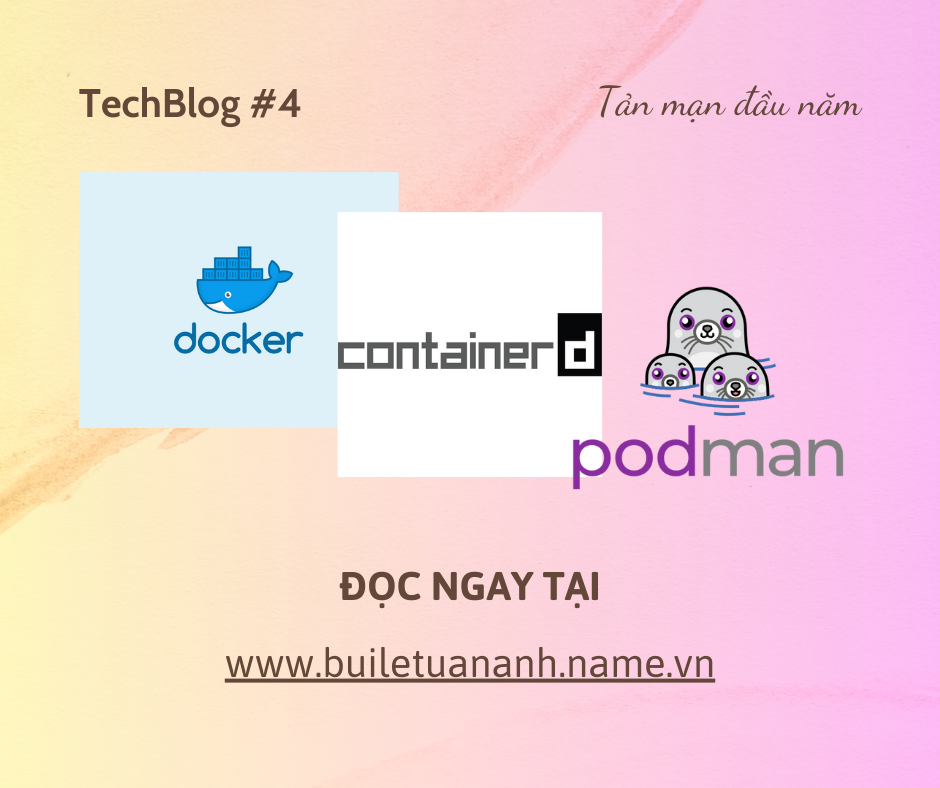 TechBlog #4
Tản mạn đầu năm
docker
containerd
podman
ĐỌC NGAY TẠI
www.builetuananh.name.vn